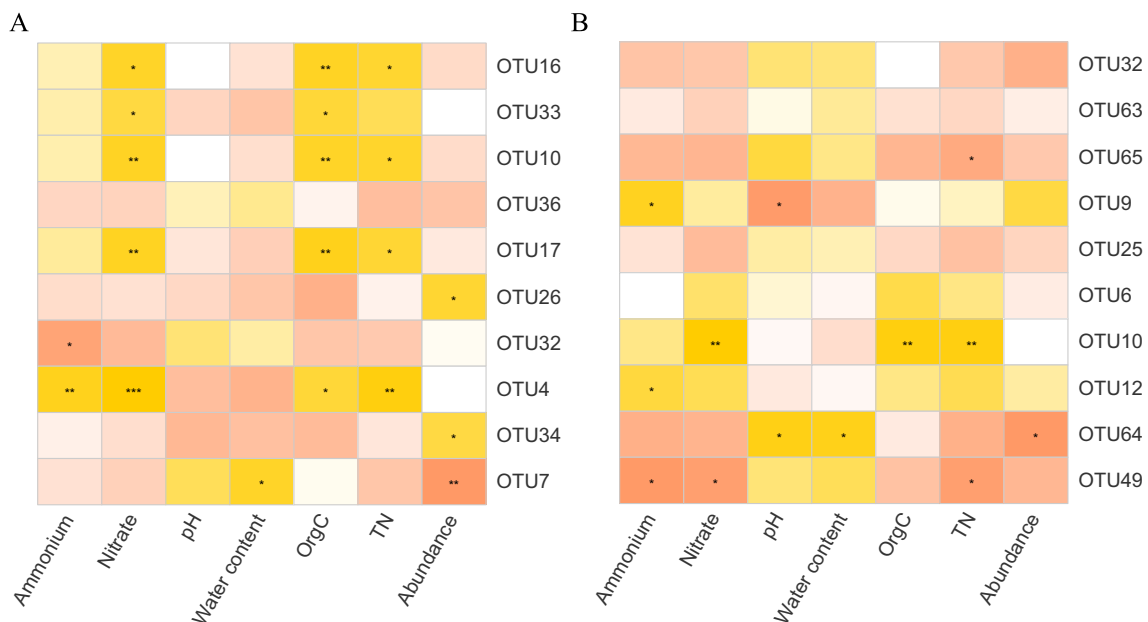 A
* ** * OTU16
* * OTU33
** ** * OTU10
OTU36
** ** * OTU17
* OTU26
* OTU32
** *** * ** OTU4
* OTU34
* ** OTU7
Ammonium
Nitrate
pH
Water content
OrgC
TN
Abundance
B
OTU32
OTU63
* OTU65
* * OTU9
OTU25
OTU6
** ** ** OTU10
* OTU12
* * * OTU64
* * * OTU49
Ammonium
Nitrate
pH
Water content
OrgC
TN
Abundance